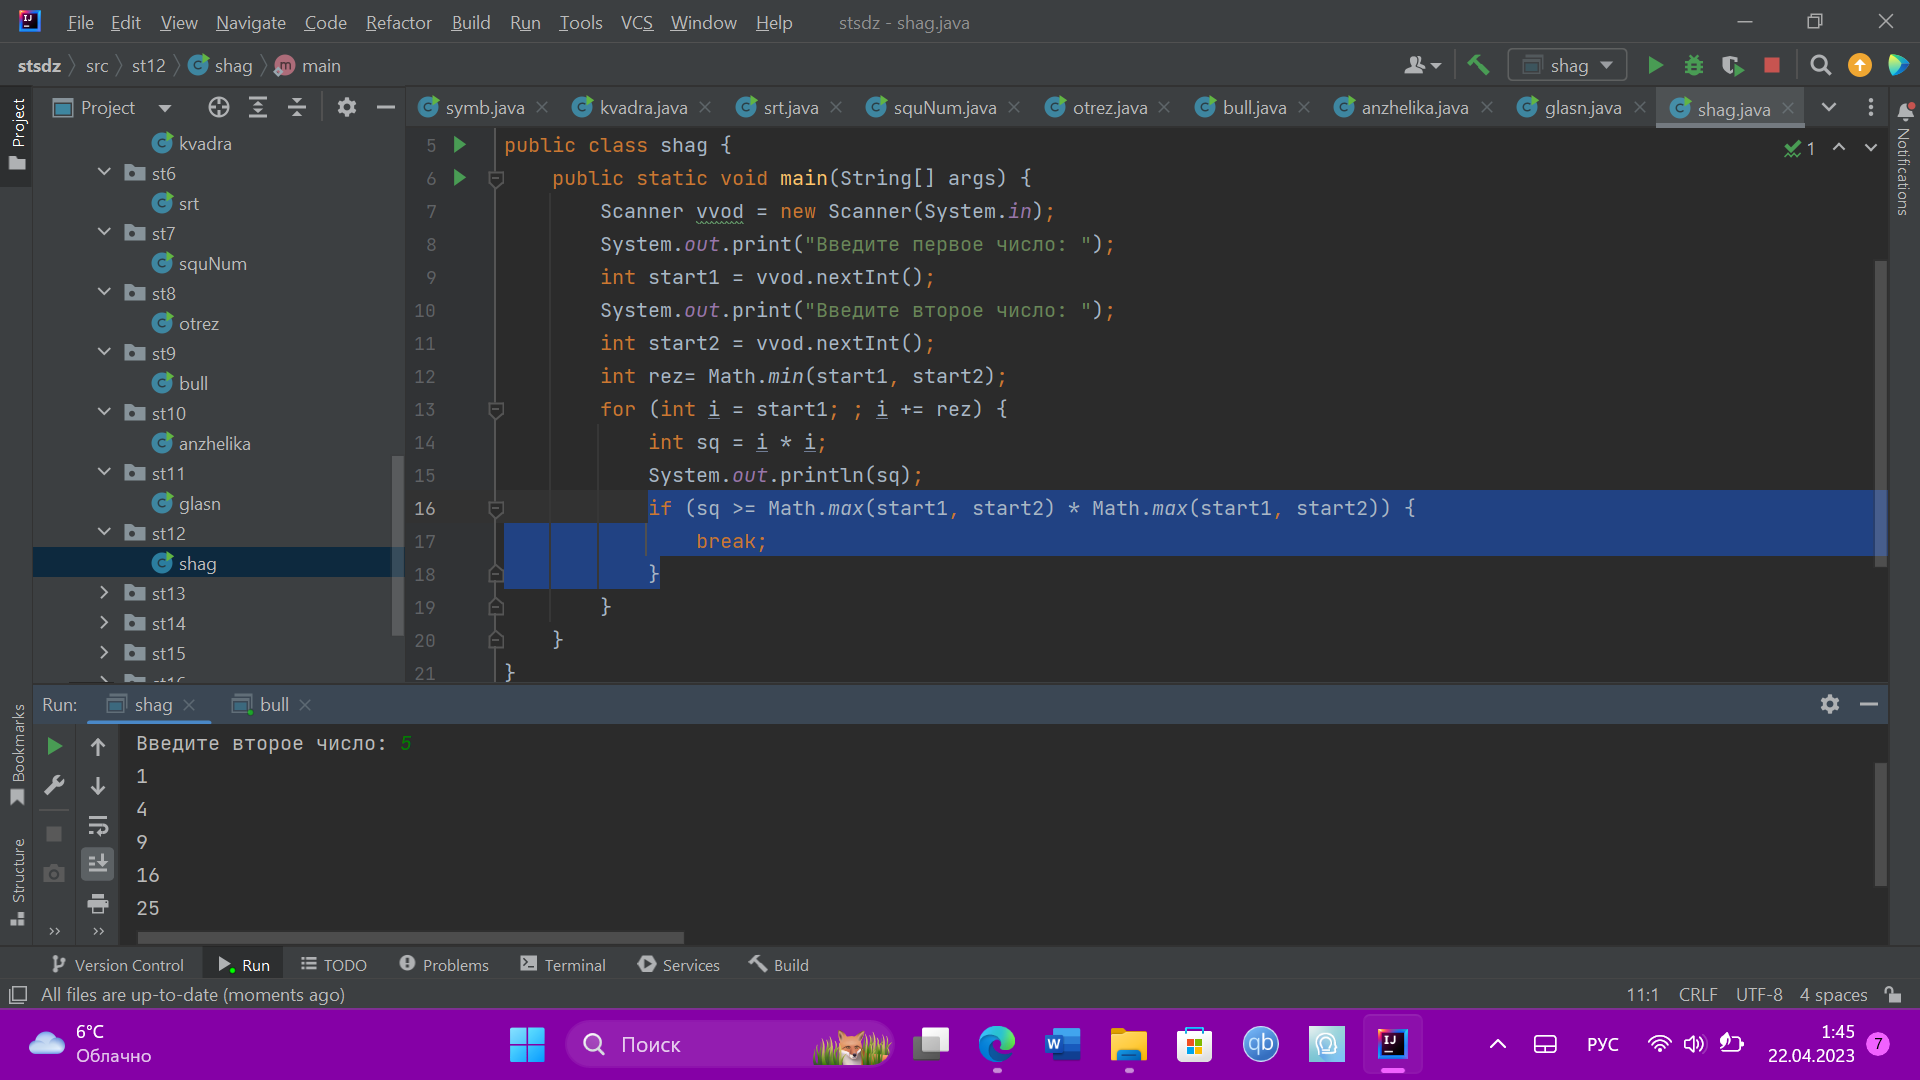 File Edit View Navigate Code Refactor Build Run Tools VCS Window Help stsdz - shag.java
stsdz src st12 shag main
shag
Project
symb.java kvadra.java srt.java squNum.java otrez.java bull.java anzhelika.java glasn.java shag.java
Project
Notifications
kvadra
st6
srt
st7
squNum
st8
otrez
st9
bull
st10
anzhelika
st11
glasn
st12
shag
st13
st14
st15
1
5 public class shag {
6 public static void main(String[] args) {
7 Scanner vvod = new Scanner(System.in);
8 System.out.print("Введите первое число: ");
9 int start1 = vvod.nextInt();
10 System.out.print("Введите второе число: ");
11 int start2 = vvod.nextInt();
12 int rez= Math.min(start1, start2);
13 for (int i = start1; ; i += rez) {
14 int sq = i * i;
15 System.out.println(sq);
16 if (sq >= Math.max(start1, start2) * Math.max(start1, start2)) {
17 break;
18 }
19 }
20 }
21 }
Run: shag bull
Введите второе число: 5
1
4
9
16
25
Bookmarks
Structure
Version Control Run TODO Problems Terminal Services Build
All files are up-to-date (moments ago) 11:1 CRLF UTF-8 4 spaces
6°C
Облачно
Поиск
РУС
1:45
22.04.2023
7